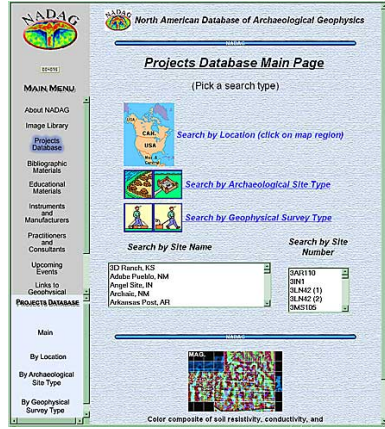 NADAG
North American Database of Archaeological Geophysics
NADAG
Projects Database Main Page
(Pick a search type)
CAN.
USA
Search by Location (click on map region)
Search by Archaeological Site Type
Search by Geophysical Survey Type
Search by Site Name
Search by Site
Number
3D Ranch, KS
Adobe Pueblo, NM
Angel Site, IN
Archaic, NM
Arkansas Post, AR
3AR110
3IN1
3LN42 (1)
3LN42 (2)
3MS105
NADAG
MAG.
Color composite of soil resistivity, conductivity, and
NADAG
MAIN MENU
About NADAG
Image Library
Projects
Database
Bibliographic
Materials
Educational
Materials
Instruments
and
Manufacturers
Practitioners
and
Consultants
Upcoming
Events
Links to
Geophysical
PROJECTS DATABASE
Main
By Location
By Archaeological
Site Type
By Geophysical
Survey Type